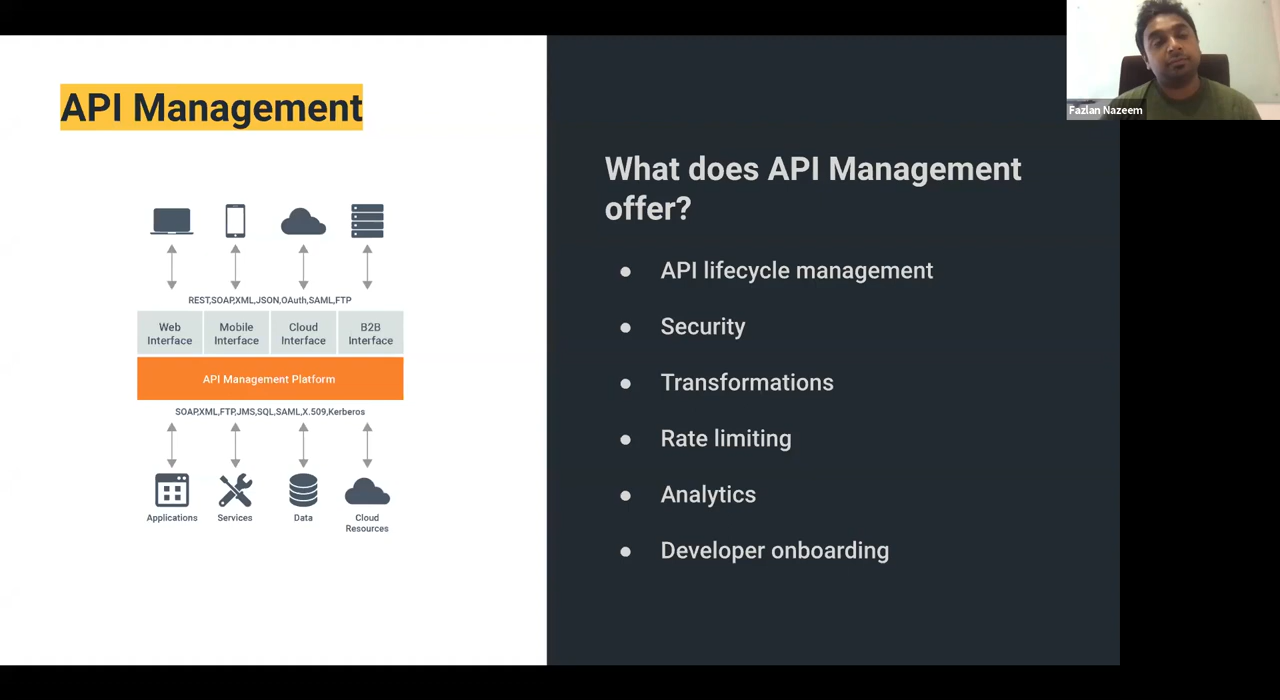 API Management
REST,SOAP,XML,JSON,OAuth,SAML,FTP
Web
Interface
Mobile
Interface
Cloud
Interface
B2B
Interface
API Management Platform
SOAP,XML,FTP,JMS,SQL,SAML,X.509,Kerberos
Applications
Services
Data
Cloud
Resources
What does API Management
offer?
● API lifecycle management
● Security
● Transformations
● Rate limiting
● Analytics
● Developer onboarding
Fazlan Nazeem